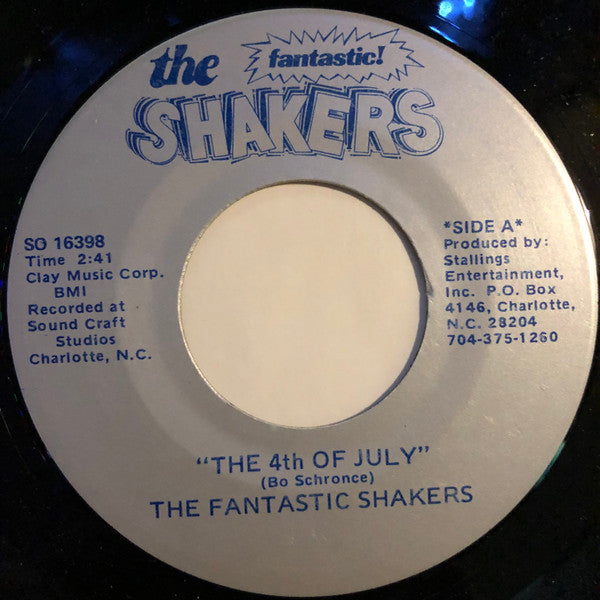 the fantastic!
SHAKERS
SO 16398
Time 2:41
Clay Music Corp.
BMI
Recorded at
Sound Craft
Studios
Charlotte, N.C.
*SIDE A*
Produced by:
Stallings
Entertainment,
Inc. P.O. Box
4146, Charlotte,
N.C. 28204
704-375-1260
"THE 4th OF JULY"
(Bo Schronce)
THE FANTASTIC SHAKERS